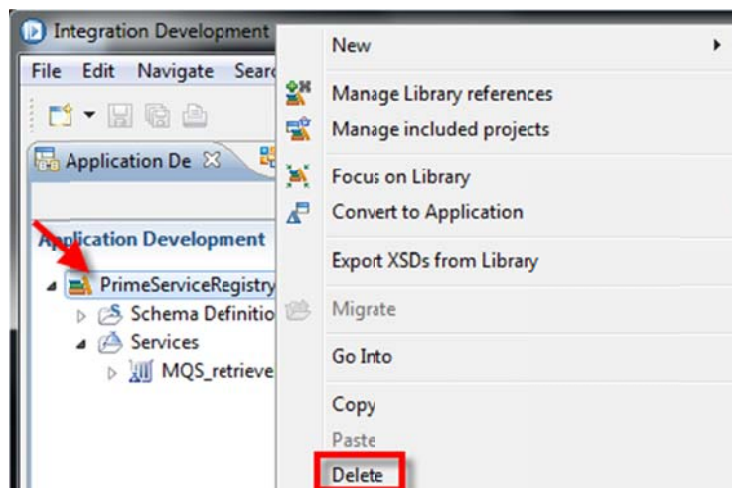 Integration Development
File Edit Navigate Searc
Application De
Application Development
PrimeServiceRegistry
Schema Definitio
Services
MQS_retrieve
New
Manage Library references
Manage included projects
Focus on Library
Convert to Application
Export XSDs from Library
Migrate
Go Into
Copy
Paste
Delete